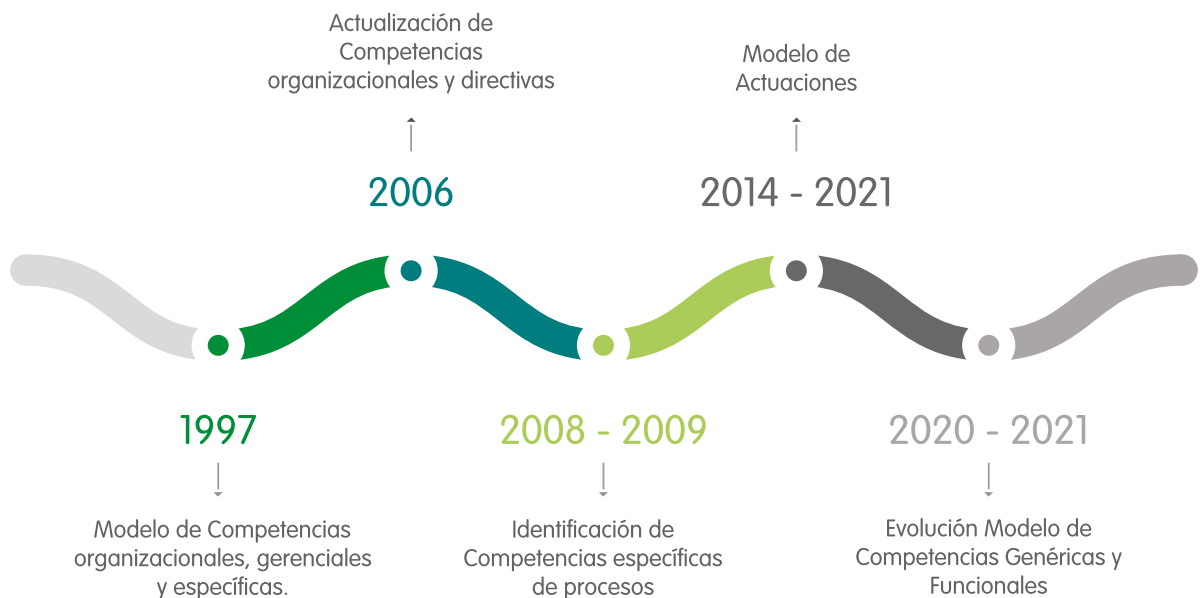 Actualización de
Competencias
organizacionales y directivas
Modelo de
Actuaciones
2006
2014 - 2021
1997
2008 - 2009
2020 - 2021
Modelo de Competencias
organizacionales, gerenciales
y específicas.
Identificación de
Competencias específicas
de procesos
Evolución Modelo de
Competencias Genéricas y
Funcionales